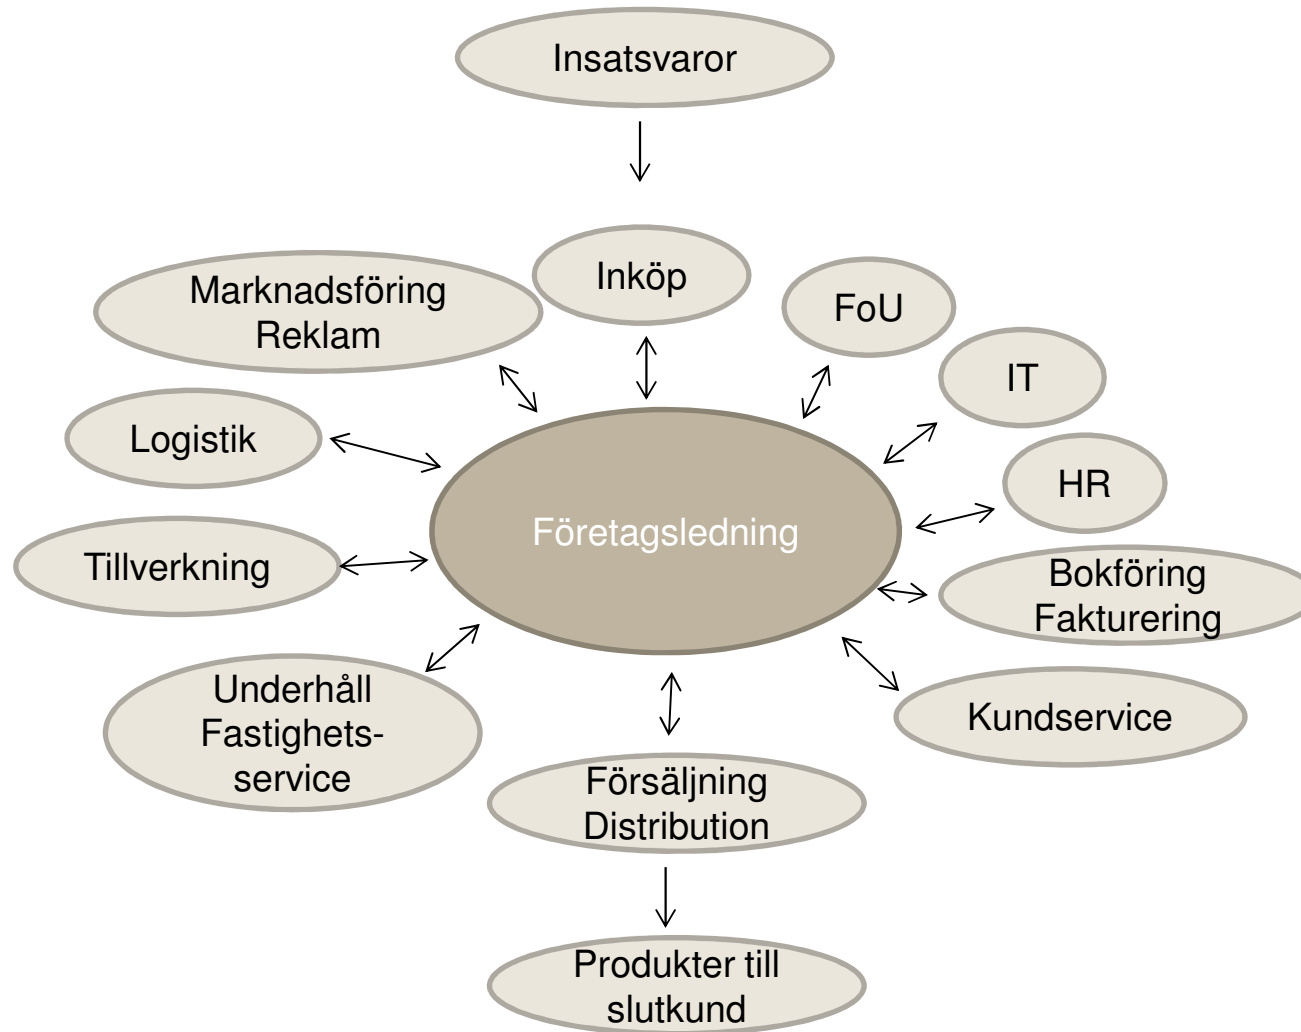 Insatsvaror
Inköp
Marknadsföring
Reklam
FoU
IT
Logistik
HR
Företagsledning
Tillverkning
Bokföring
Fakturering
Underhåll
Fastighets-
service
Kundservice
Försäljning
Distribution
Produkter till
slutkund